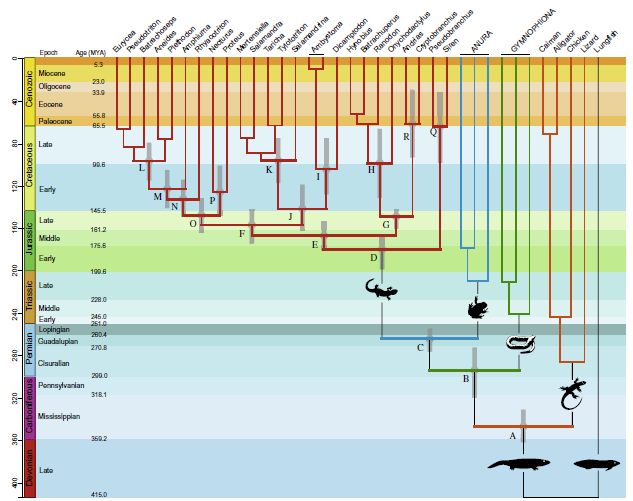 Epoch
Age (MYA)
Eurycea
Pseudotriton
Batrachoseps
Aneides
Plethodon
Amphiuma
Rhyacotriton
Necturus
Proteus
Mertensiella
Salamandra
Taricha
Tylototriton
Salamandrina
Ambystoma
Dicamptodon
Hynobius
Batrachuperus
Ranodon
Onychodactylus
Andrias
Cryptobranchus
Pseudobranchus
Siren
ANURA
GYMNOPHIONA
Caiman
Alligator
Chicken
Lizard
Lungfish
0
40
80
120
160
200
240
280
320
360
400
Cenozoic
Cretaceous
Jurassic
Triassic
Permian
Carboniferous
Devonian
5.3
Miocene
23.0
Oligocene
33.9
Eocene
55.8
Paleocene
65.5
Late
99.6
Early
145.5
Late
161.2
Middle
175.6
Early
199.6
Late
228.0
Middle
245.0
Early
251.0
Lopingian
260.4
Guadalupian
270.8
Cisuralian
299.0
Pennsylvanian
318.1
Mississippian
359.2
Late
415.0
R
Q
L
K
I
H
M
N
P
O
J
G
F
E
D
C
B
A